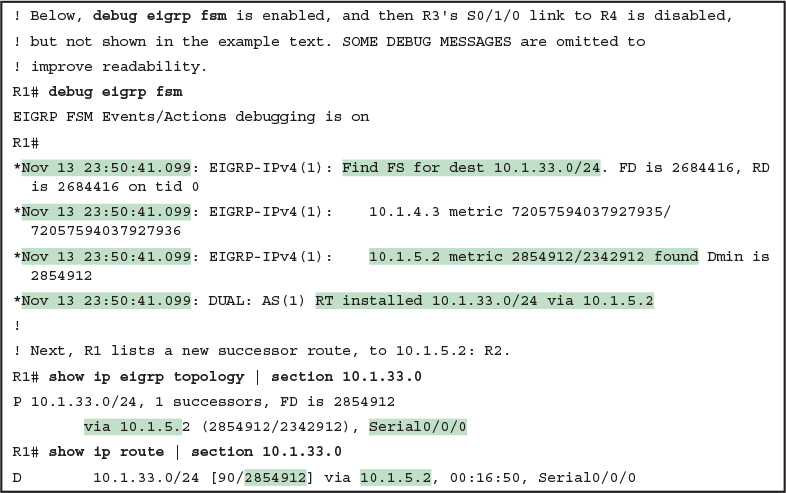 ! Below, debug eigrp fsm is enabled, and then R3's S0/1/0 link to R4 is disabled,
! but not shown in the example text. SOME DEBUG MESSAGES are omitted to
! improve readability.
R1# debug eigrp fsm
EIGRP FSM Events/Actions debugging is on
R1#
*Nov 13 23:50:41.099: EIGRP-IPv4(1): Find FS for dest 10.1.33.0/24. FD is 2684416, RD
is 2684416 on tid 0
*Nov 13 23:50:41.099: EIGRP-IPv4(1): 10.1.4.3 metric 72057594037927935/
72057594037927936
*Nov 13 23:50:41.099: EIGRP-IPv4(1): 10.1.5.2 metric 2854912/2342912 found Dmin is
2854912
*Nov 13 23:50:41.099: DUAL: AS(1) RT installed 10.1.33.0/24 via 10.1.5.2
!
! Next, R1 lists a new successor route, to 10.1.5.2: R2.
R1# show ip eigrp topology | section 10.1.33.0
P 10.1.33.0/24, 1 successors, FD is 2854912
via 10.1.5.2 (2854912/2342912), Serial0/0/0
R1# show ip route | section 10.1.33.0
D 10.1.33.0/24 [90/2854912] via 10.1.5.2, 00:16:50, Serial0/0/0